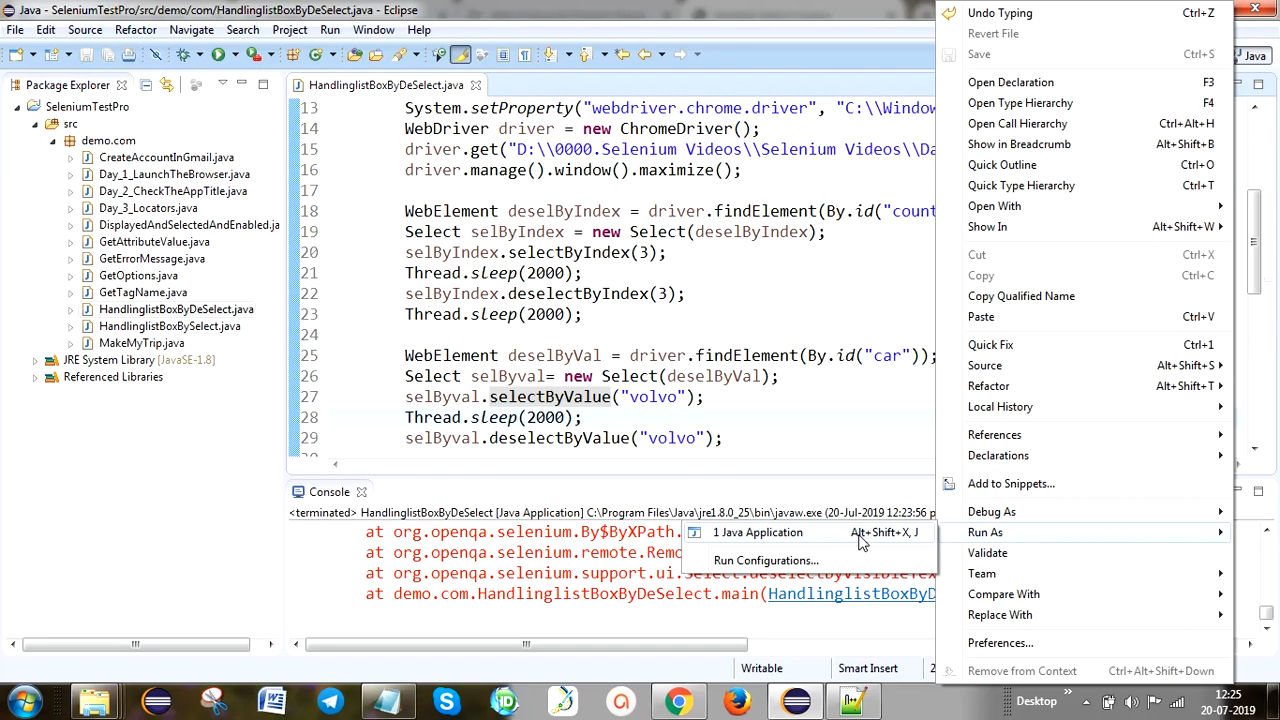 Java - SeleniumTestPro/src/demo/com/HandlinglistBoxByDeSelect.java - Eclipse
File Edit Source Refactor Navigate Search Project Run Window Help
Java
Package Explorer
SeleniumTestPro
src
demo.com
CreateAccountInGmail.java
Day_1_LaunchTheBrowser.java
Day_2_CheckTheAppTitle.java
Day_3_Locators.java
DisplayedAndSelectedAndEnabled.ja
GetAttributeValue.java
GetErrorMessage.java
GetOptions.java
GetTagName.java
HandlinglistBoxByDeSelect.java
HandlinglistBoxBySelect.java
MakeMyTrip.java
JRE System Library [JavaSE-1.8]
Referenced Libraries
HandlinglistBoxByDeSelect.java
13 System.setProperty("webdriver.chrome.driver", "C:\\Window
14 WebDriver driver = new ChromeDriver();
15 driver.get("D:\\0000.Selenium Videos\\Selenium Videos\\Da
16 driver.manage().window().maximize();
17
18 WebElement deselByIndex = driver.findElement(By.id("count
19 Select selByIndex = new Select(deselByIndex);
20 selByIndex.selectByIndex(3);
21 Thread.sleep(2000);
22 selByIndex.deselectByIndex(3);
23 Thread.sleep(2000);
24
25 WebElement deselByVal = driver.findElement(By.id("car"));
26 Select selByval= new Select(deselByVal);
27 selByval.selectByValue("volvo");
28 Thread.sleep(2000);
29 selByval.deselectByValue("volvo");
Console
<terminated> HandlinglistBoxByDeSelect [Java Application] C:\Program Files\Java\jre1.8.0_25\bin\javaw.exe (20-Jul-2019 12:23:56 p
at org.openqa.selenium.By$ByXPath.
at org.openqa.selenium.remote.Remo
at org.openqa.selenium.support.ui.
at demo.com.HandlinglistBoxByDeSelect.main(HandlinglistBoxByD
1 Java Application Alt+Shift+X, J
Run Configurations...
Undo Typing Ctrl+Z
Revert File
Save Ctrl+S
Open Declaration F3
Open Type Hierarchy F4
Open Call Hierarchy Ctrl+Alt+H
Show in Breadcrumb Alt+Shift+B
Quick Outline Ctrl+O
Quick Type Hierarchy Ctrl+T
Open With
Show In Alt+Shift+W
Cut Ctrl+X
Copy Ctrl+C
Copy Qualified Name
Paste Ctrl+V
Quick Fix Ctrl+1
Source Alt+Shift+S
Refactor Alt+Shift+T
Local History
References
Declarations
Add to Snippets...
Debug As
Run As
Validate
Team
Compare With
Replace With
Preferences...
Remove from Context Ctrl+Alt+Shift+Down
Writable Smart Insert 2
Desktop
12:25
20-07-2019